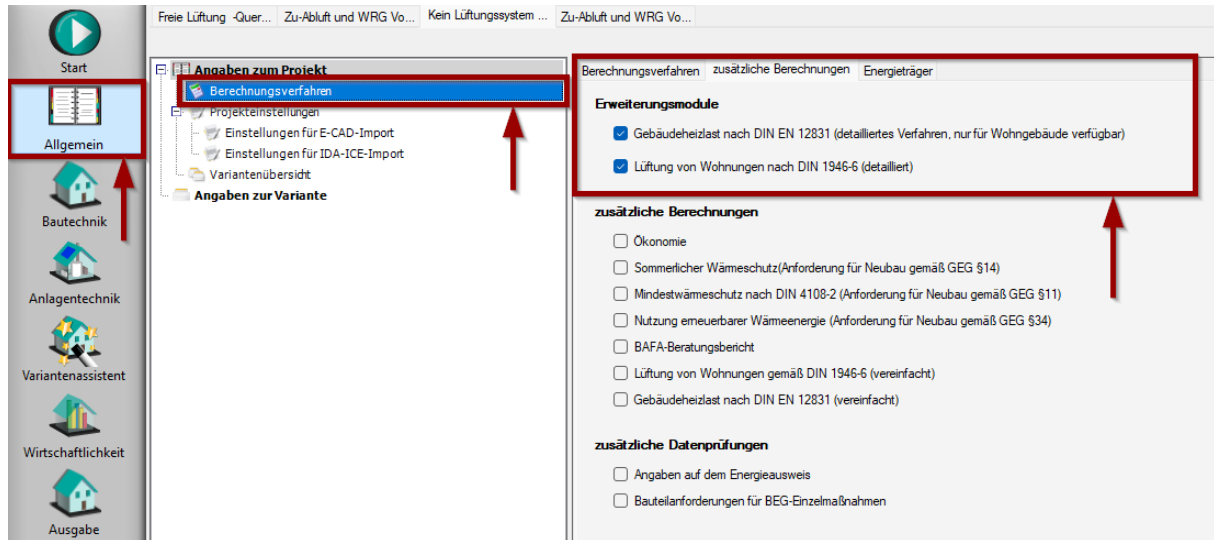 Freie Lüftung -Quer... Zu-Abluft und WRG Vo... Kein Lüftungssystem ... Zu-Abluft und WRG Vo...
Start
Allgemein
Bautechnik
Anlagentechnik
Variantenassistent
Wirtschaftlichkeit
Ausgabe
Angaben zum Projekt
Berechnungsverfahren
Projekteinstellungen
Einstellungen für E-CAD-Import
Einstellungen für IDA-ICE-Import
Variantenübersicht
Angaben zur Variante
Berechnungsverfahren zusätzliche Berechnungen Energieträger
Erweiterungsmodule
Gebäudeheizlast nach DIN EN 12831 (detailliertes Verfahren, nur für Wohngebäude verfügbar)
Lüftung von Wohnungen nach DIN 1946-6 (detailliert)
zusätzliche Berechnungen
Ökonomie
Sommerlicher Wärmeschutz(Anforderung für Neubau gemäß GEG §14)
Mindestwärmeschutz nach DIN 4108-2 (Anforderung für Neubau gemäß GEG §11)
Nutzung erneuerbarer Wärmeenergie (Anforderung für Neubau gemäß GEG §34)
BAFA-Beratungsbericht
Lüftung von Wohnungen gemäß DIN 1946-6 (vereinfacht)
Gebäudeheizlast nach DIN EN 12831 (vereinfacht)
zusätzliche Datenprüfungen
Angaben auf dem Energieausweis
Bauteilanforderungen für BEG-Einzelmaßnahmen